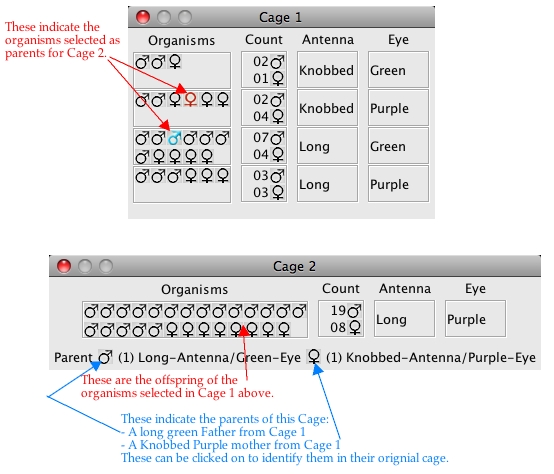 Cage 1
These indicate the
organisms selected as
parents for Cage 2.
Organisms Count Antenna Eye
♂♂♀ 02♂ 01♀ Knobbed Green
♂♂♀♀♀♀ 02♂ 04♀ Knobbed Purple
♂♂♂♂♂♂ 07♂ Long Green
♂♀♀♀♀ 04♀
♂♂♂♀♀♀ 03♂ 03♀ Long Purple
Cage 2
Organisms Count Antenna Eye
♂♂♂♂♂♂♂♂♂♂♂♂♂♂ 19♂ Long Purple
♂♂♂♂♂♀♀♀♀♀♀♀♀ 08♀
Parent ♂ (1) Long-Antenna/Green-Eye ♀ (1) Knobbed-Antenna/Purple-Eye
These are the offspring of the
organisms selected in Cage 1 above.
These indicate the parents of this Cage:
- A long green Father from Cage 1
- A Knobbed Purple mother from Cage 1
These can be clicked on to identify them in their orignial cage.